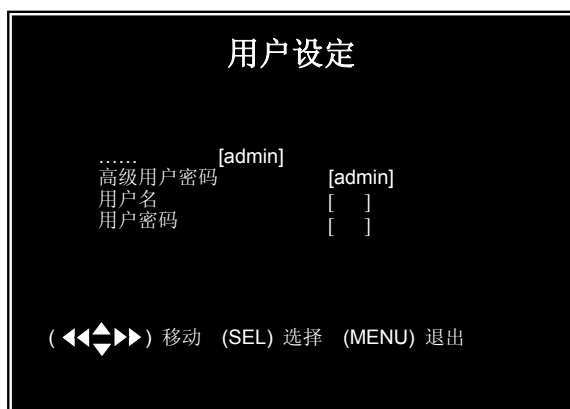 用户设定
…… [admin]
高级用户密码 [admin]
用户名 [ ]
用户密码 [ ]
( ◀◀▲▼▶▶ ) 移动 (SEL) 选择 (MENU) 退出